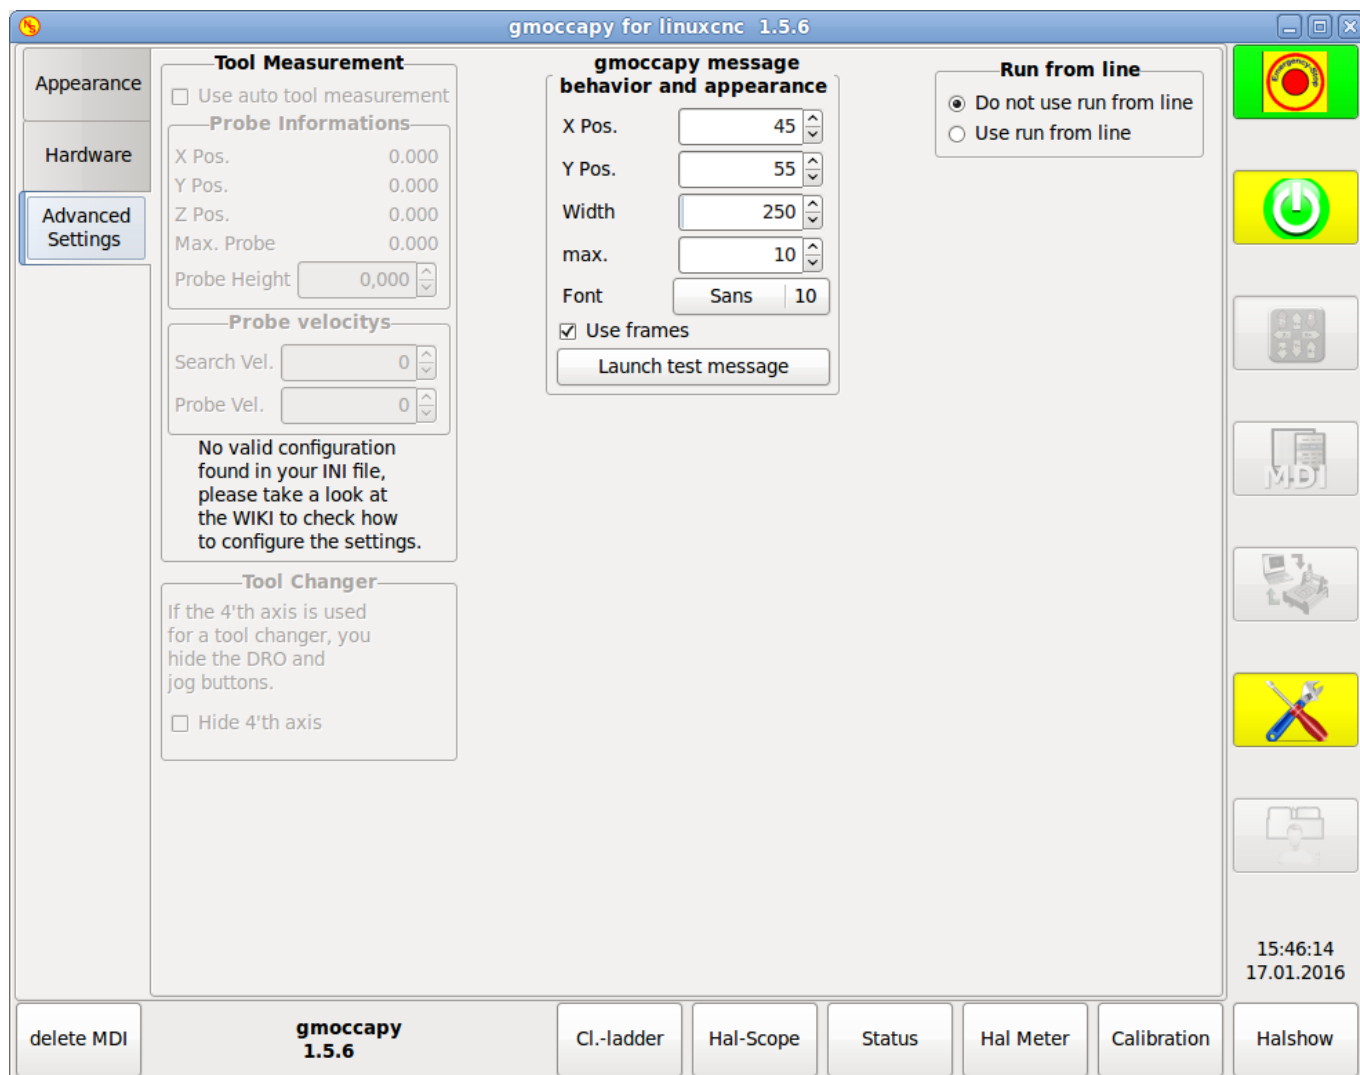 gmoccapy for linuxcnc 1.5.6
Appearance
Hardware
Advanced
Settings
Tool Measurement
Use auto tool measurement
Probe Informations
X Pos. 0.000
Y Pos. 0.000
Z Pos. 0.000
Max. Probe 0.000
Probe Height 0,000
Probe velocitys
Search Vel. 0
Probe Vel. 0
No valid configuration
found in your INI file,
please take a look at
the WIKI to check how
to configure the settings.
Tool Changer
If the 4'th axis is used
for a tool changer, you
hide the DRO and
jog buttons.
Hide 4'th axis
gmoccapy message
behavior and appearance
X Pos. 45
Y Pos. 55
Width 250
max. 10
Font Sans 10
Use frames
Launch test message
Run from line
Do not use run from line
Use run from line
Emergency-Stop
MDI
15:46:14
17.01.2016
delete MDI
gmoccapy
1.5.6
Cl.-ladder
Hal-Scope
Status
Hal Meter
Calibration
Halshow